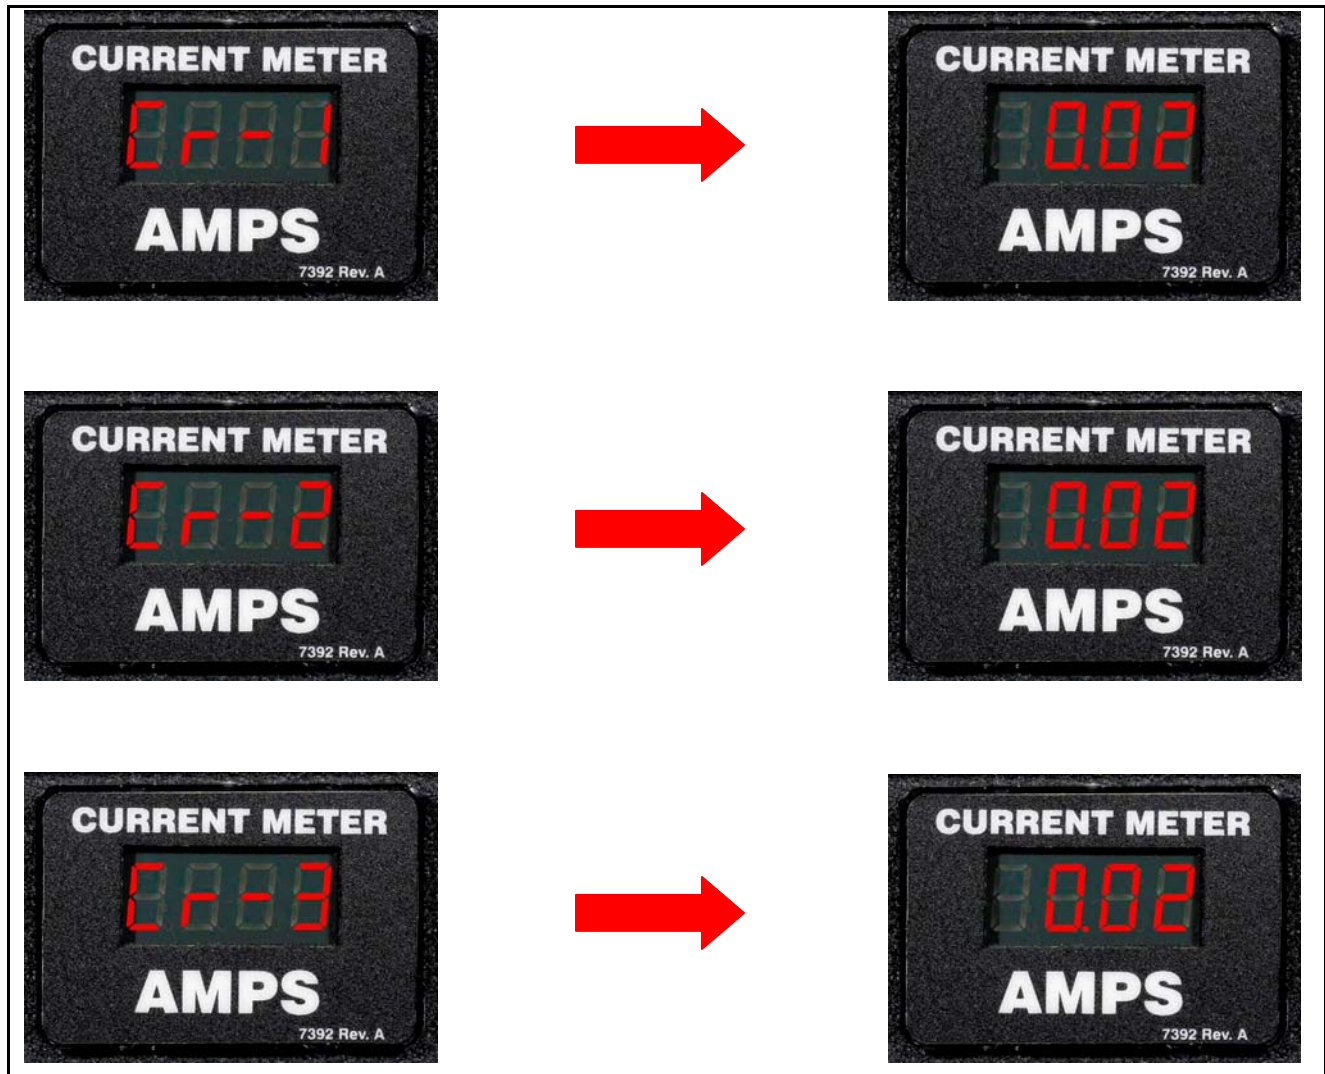 CURRENT METER
Cr-1
AMPS
7392 Rev. A
CURRENT METER
0.02
AMPS
7392 Rev. A
CURRENT METER
Cr-2
AMPS
7392 Rev. A
CURRENT METER
0.02
AMPS
7392 Rev. A
CURRENT METER
Cr-3
AMPS
7392 Rev. A
CURRENT METER
0.02
AMPS
7392 Rev. A